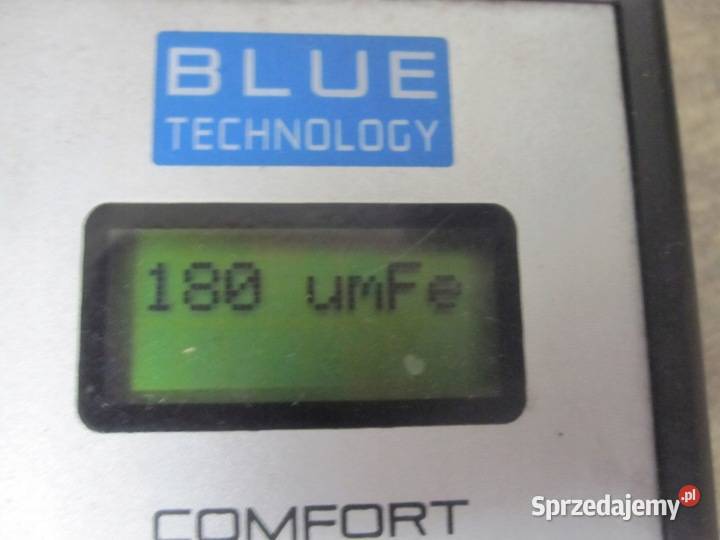 BLUE
TECHNOLOGY
180 umFe
COMFORT
Sprzedajemy.pl